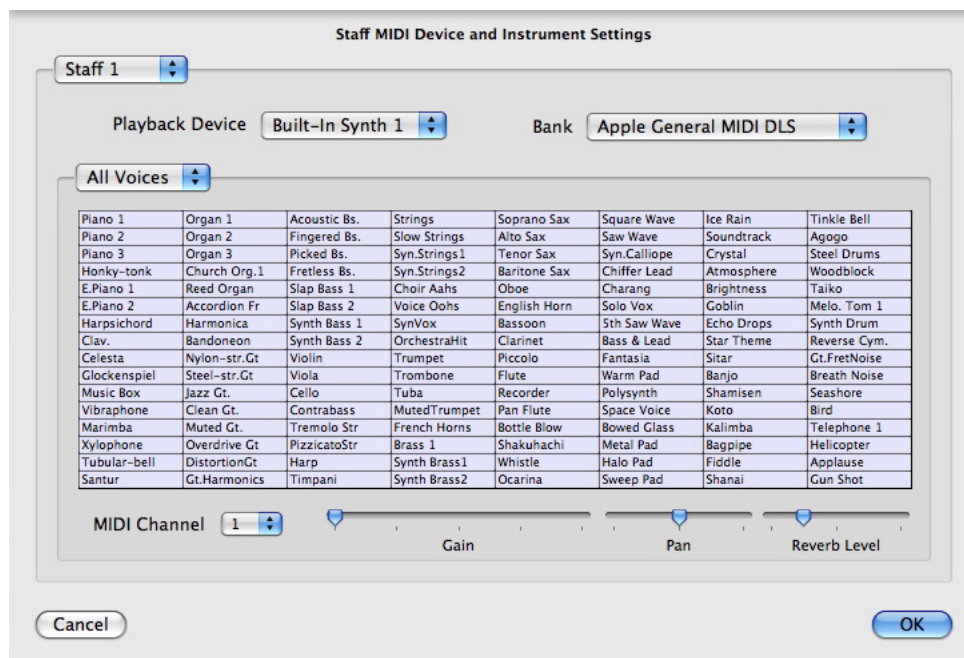 Staff MIDI Device and Instrument Settings
Staff 1
Playback Device Built-In Synth 1 Bank Apple General MIDI DLS
All Voices
Piano 1 Organ 1 Acoustic Bs. Strings Soprano Sax Square Wave Ice Rain Tinkle Bell
Piano 2 Organ 2 Fingered Bs. Slow Strings Alto Sax Saw Wave Soundtrack Agogo
Piano 3 Organ 3 Picked Bs. Syn.Strings1 Tenor Sax Syn.Calliope Crystal Steel Drums
Honky-tonk Church Org.1 Fretless Bs. Syn.Strings2 Baritone Sax Chiffer Lead Atmosphere Woodblock
E.Piano 1 Reed Organ Slap Bass 1 Choir Aahs Oboe Charang Brightness Taiko
E.Piano 2 Accordion Fr Slap Bass 2 Voice Oohs English Horn Solo Vox Goblin Melo. Tom 1
Harpsichord Harmonica Synth Bass 1 SynVox Bassoon 5th Saw Wave Echo Drops Synth Drum
Clav. Bandoneon Synth Bass 2 OrchestraHit Clarinet Bass & Lead Star Theme Reverse Cym.
Celesta Nylon-str.Gt Violin Trumpet Piccolo Fantasia Sitar Gt.FretNoise
Glockenspiel Steel-str.Gt Viola Trombone Flute Warm Pad Banjo Breath Noise
Music Box Jazz Gt. Cello Tuba Recorder Polysynth Shamisen Seashore
Vibraphone Clean Gt. Contrabass MutedTrumpet Pan Flute Space Voice Koto Bird
Marimba Muted Gt. Tremolo Str French Horns Bottle Blow Bowed Glass Kalimba Telephone 1
Xylophone Overdrive Gt PizzicatoStr Brass 1 Shakuhachi Metal Pad Bagpipe Helicopter
Tubular-bell DistortionGt Harp Synth Brass1 Whistle Halo Pad Fiddle Applause
Santur Gt.Harmonics Timpani Synth Brass2 Ocarina Sweep Pad Shanai Gun Shot
MIDI Channel 1
Gain Pan Reverb Level
Cancel OK